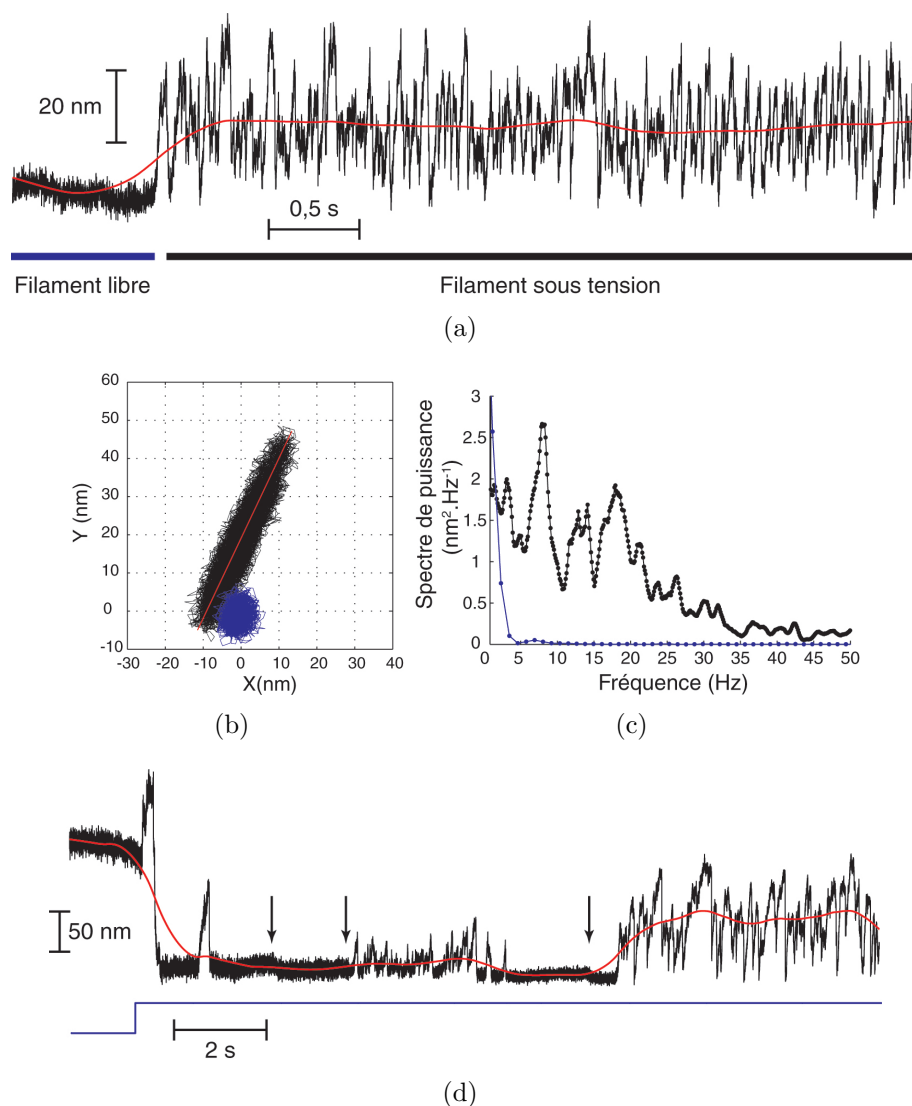 20 nm
0,5 s
Filament libre
Filament sous tension
(a)
60
50
40
30
20
10
0
-10
Y (nm)
-30 -20 -10 0 10 20 30 40
X(nm)
(b)
3
2.5
2
1.5
1
0.5
0
Spectre de puissance
(nm².Hz⁻¹)
0 5 10 15 20 25 30 35 40 45 50
Fréquence (Hz)
(c)
50 nm
2 s
(d)